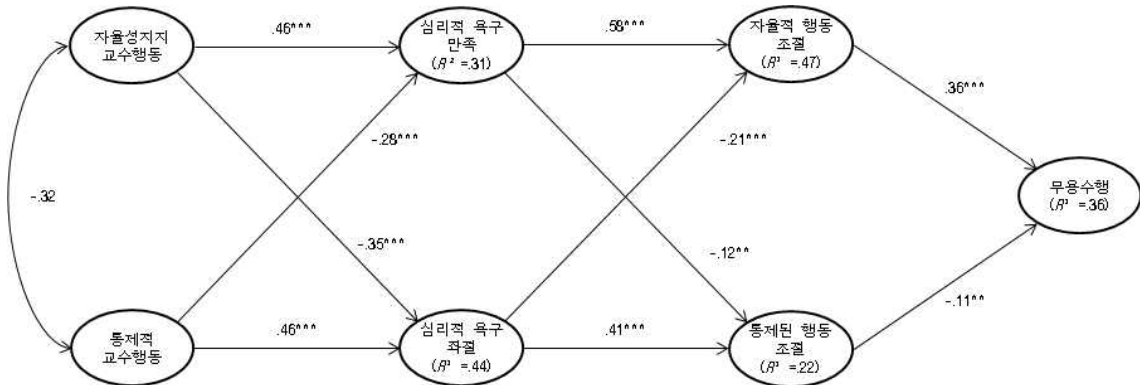 자율성지지
교수행동
.46***
심리적 욕구
만족
(R² =.31)
.58***
자율적 행동
조절
(R² =.47)
.36***
-.28***
-.21***
-.32
무용수행
(R² =.36)
-.35***
-.12**
-.11**
통제적
교수행동
.46***
심리적 욕구
좌절
(R² =.44)
.41***
통제된 행동
조절
(R² =.22)